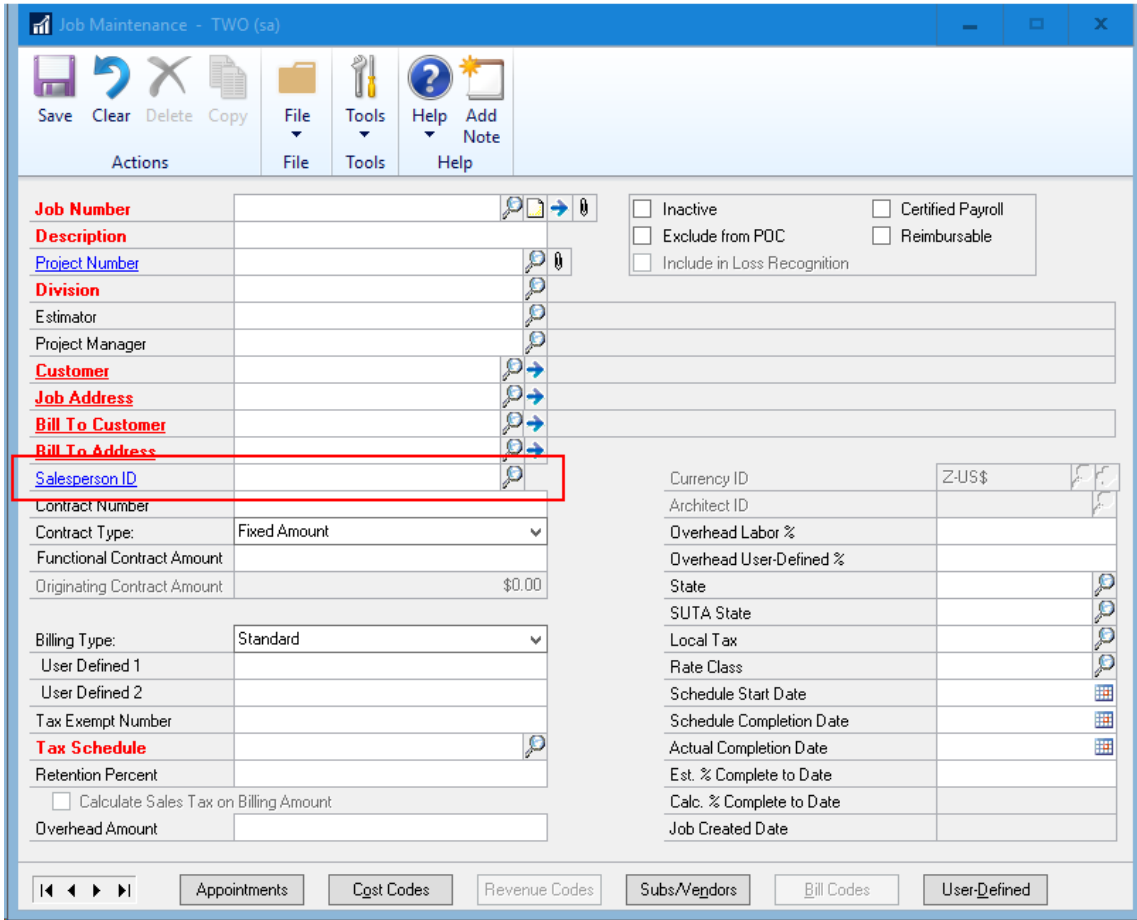 Job Maintenance - TWO (sa)
Save Clear Delete Copy File Tools Help Add Note
Actions File Tools Help
Job Number
Inactive Certified Payroll
Description
Exclude from POC Reimbursable
Project Number
Include in Loss Recognition
Division
Estimator
Project Manager
Customer
Job Address
Bill To Customer
Bill To Address
Salesperson ID
Currency ID Z-US$
Contract Number
Architect ID
Contract Type: Fixed Amount
Overhead Labor %
Functional Contract Amount
Overhead User-Defined %
Originating Contract Amount $0.00
State
SUTA State
Billing Type: Standard
Local Tax
User Defined 1
Rate Class
User Defined 2
Schedule Start Date
Tax Exempt Number
Schedule Completion Date
Tax Schedule
Actual Completion Date
Retention Percent
Est. % Complete to Date
Calculate Sales Tax on Billing Amount
Calc. % Complete to Date
Overhead Amount
Job Created Date
Appointments Cost Codes Revenue Codes Subs/Vendors Bill Codes User-Defined